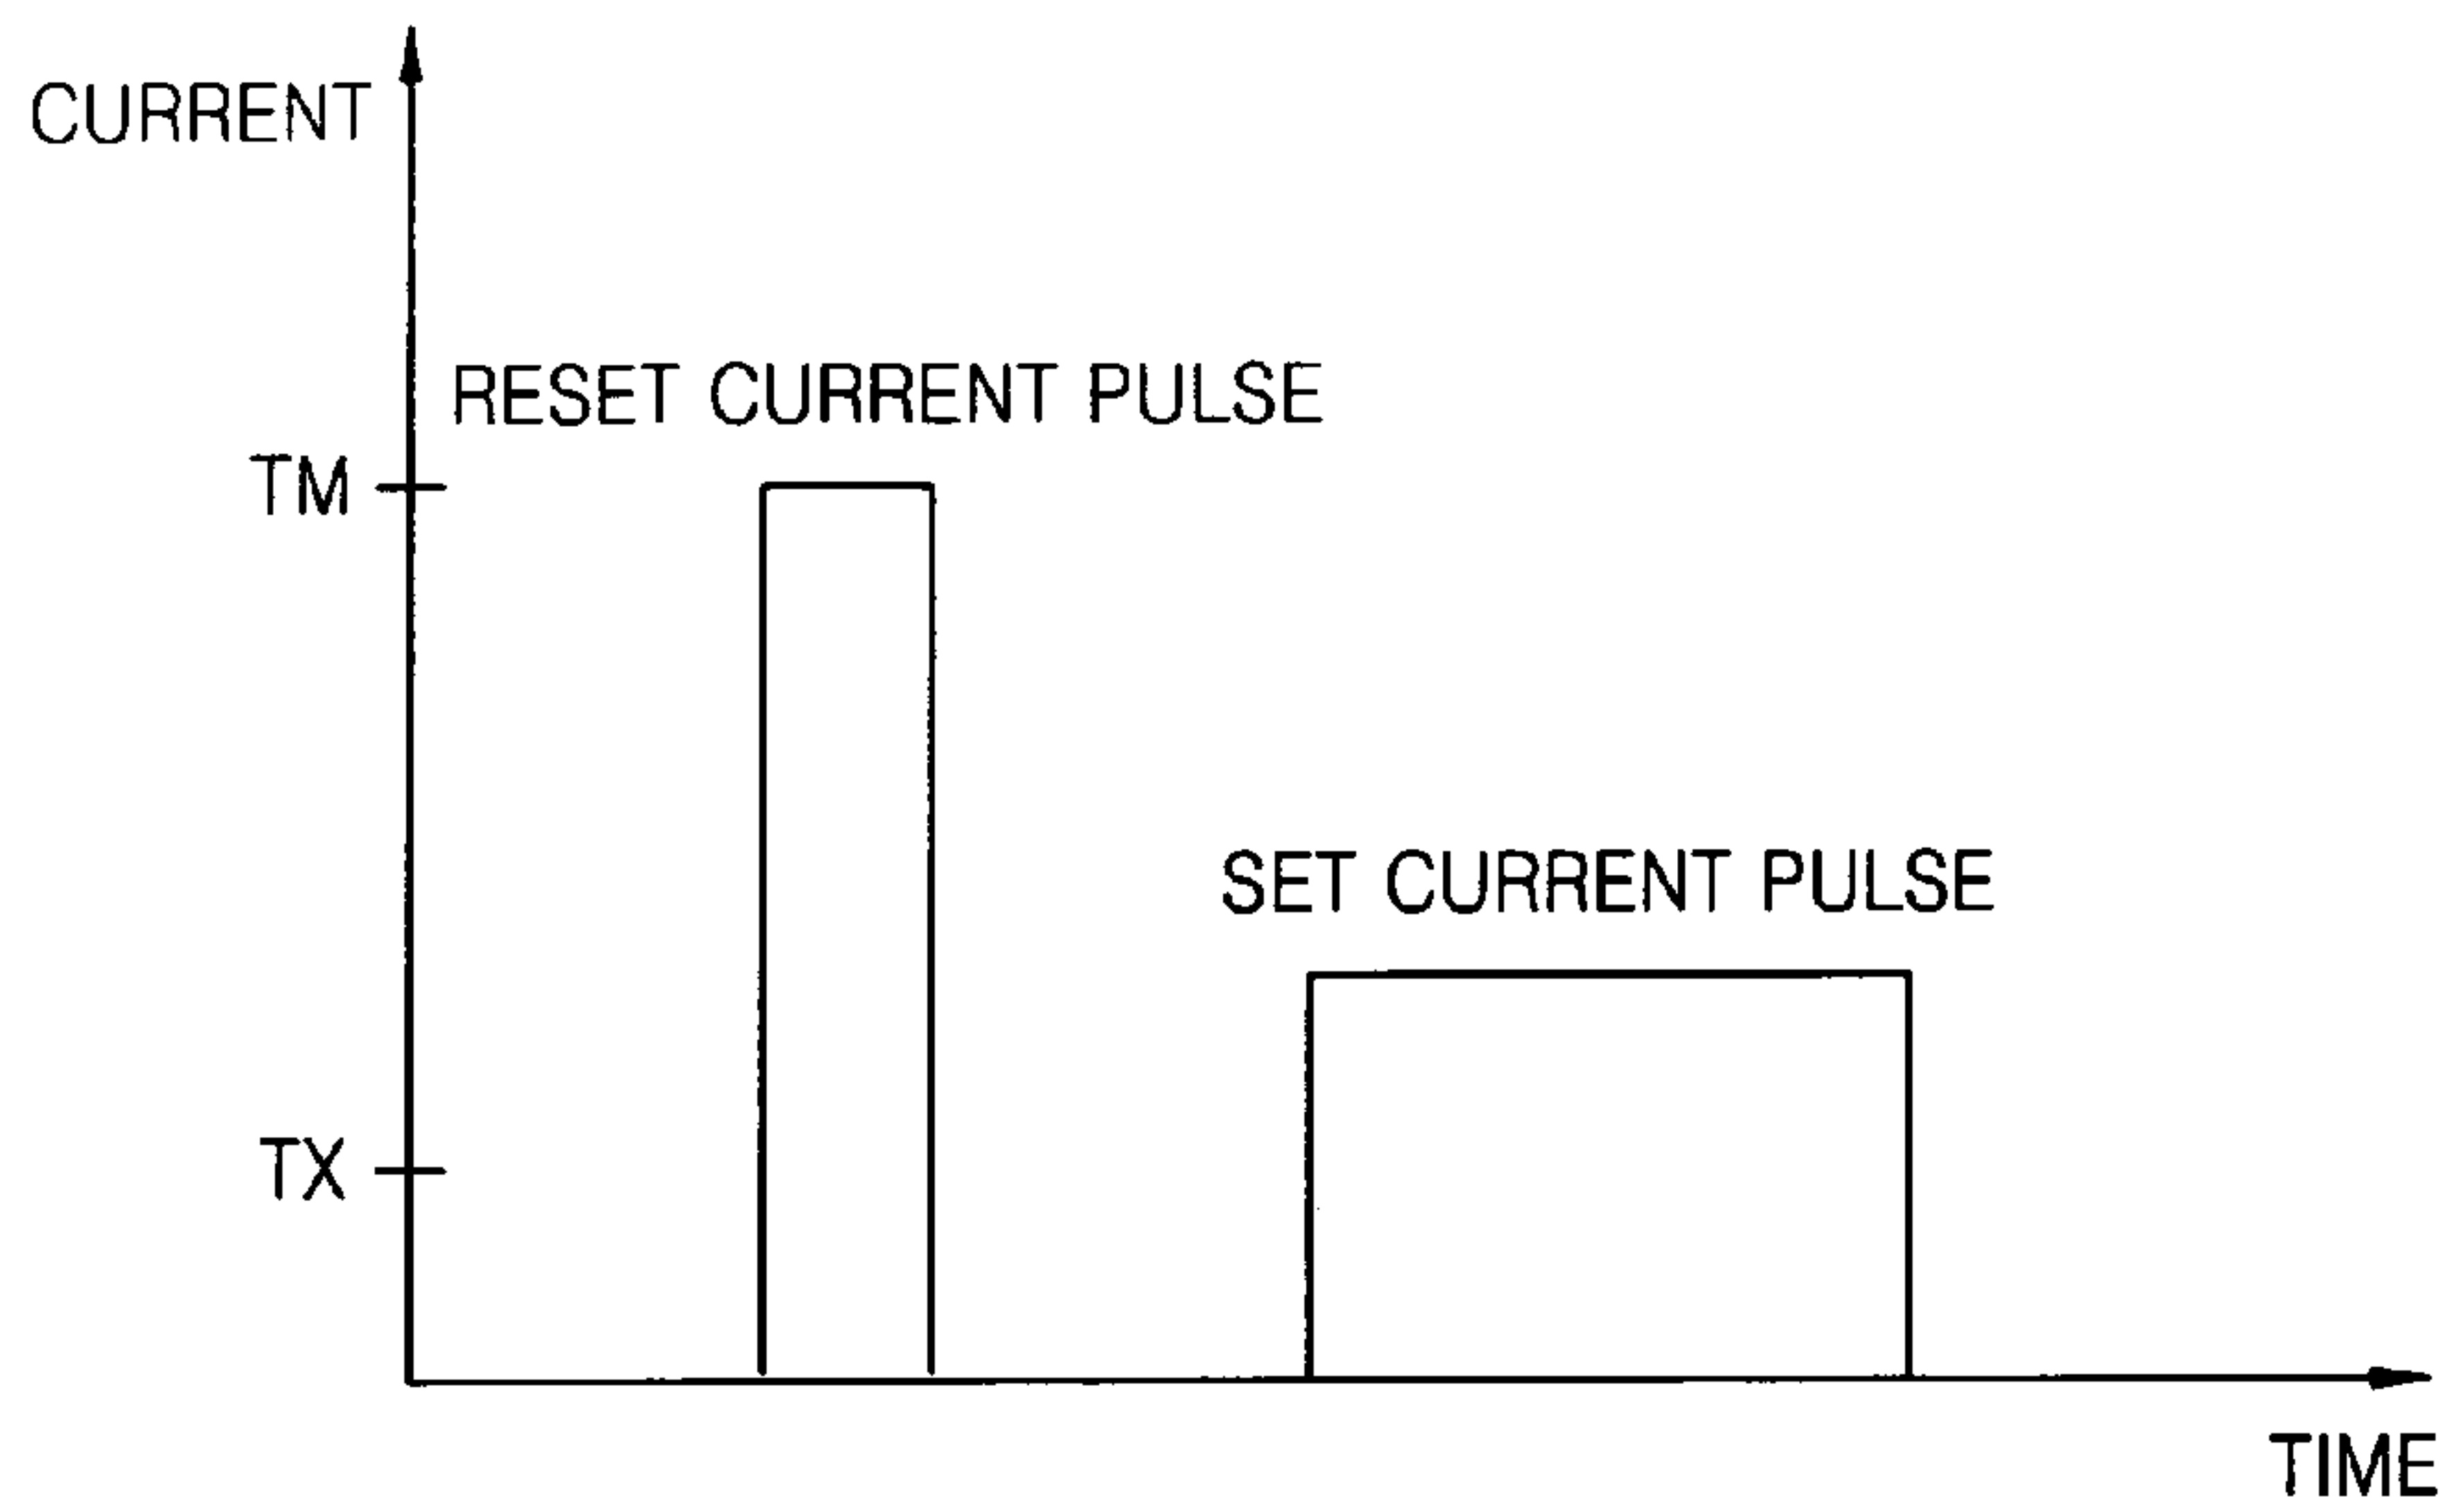 CURRENT
RESET CURRENT PULSE
TM
SET CURRENT PULSE
TX
TIME